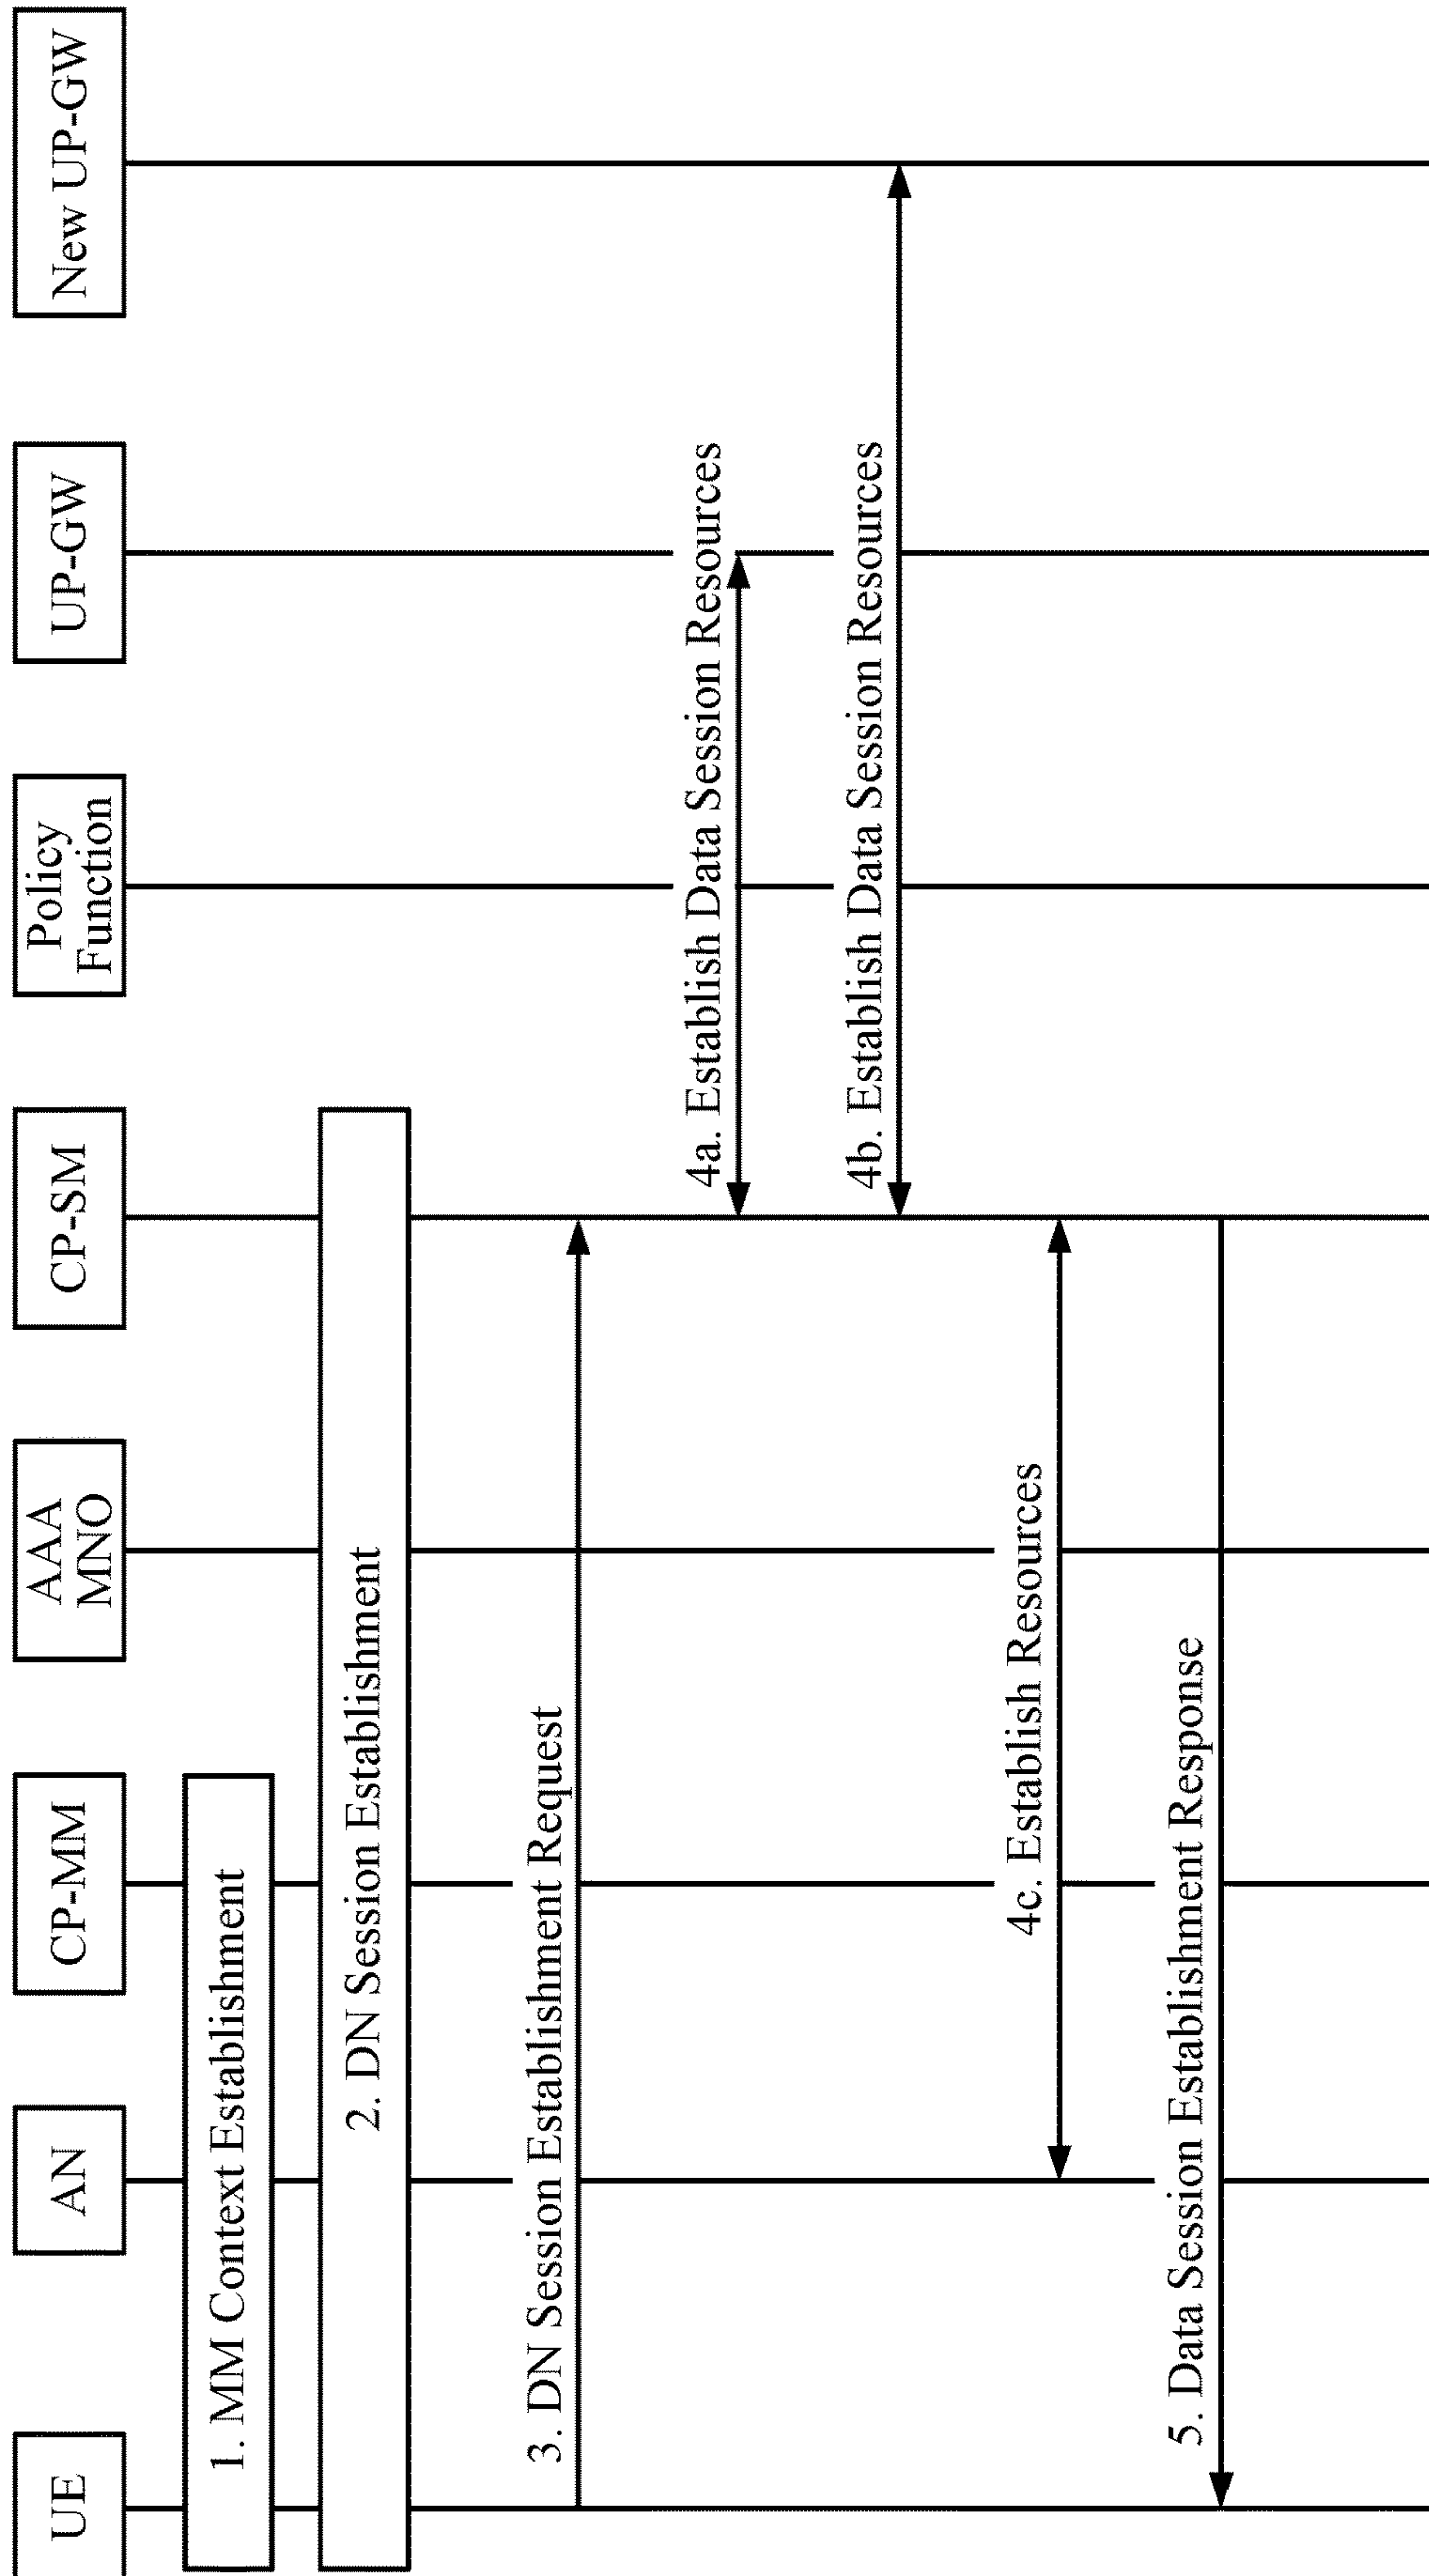 UE
AN
CP-MM
AAA
MNO
CP-SM
Policy
Function
UP-GW
New UP-GW
1. MM Context Establishment
2. DN Session Establishment
3. DN Session Establishment Request
4a. Establish Data Session Resources
4b. Establish Data Session Resources
4c. Establish Resources
5. Data Session Establishment Response